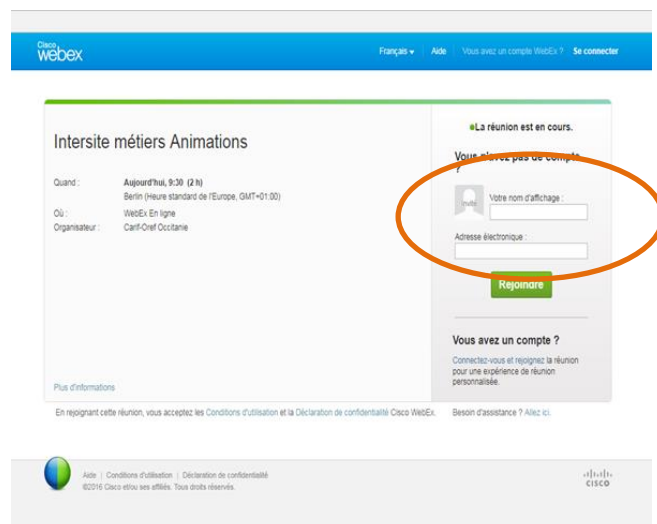 Cisco
webex
Français Aide Vous avez un compte WebEx ? Se connecter
Intersite métiers Animations
Quand : Aujourd'hui, 9:30 (2 h)
Berlin (Heure standard de l'Europe, GMT+01:00)
Où : WebEx En ligne
Organisateur : Carif-Oref Occitanie
Plus d'informations
La réunion est en cours.
Vous n'avez pas de compte
?
Invité
Votre nom d'affichage :
Adresse électronique :
Rejoindre
Vous avez un compte ?
Connectez-vous et rejoignez la réunion
pour une expérience de réunion
personnalisée.
En rejoignant cette réunion, vous acceptez les Conditions d'utilisation et la Déclaration de confidentialité Cisco WebEx.
Besoin d'assistance ? Allez ici.
Aide | Conditions d'utilisation | Déclaration de confidentialité
©2016 Cisco et/ou ses affiliés. Tous droits réservés.
CISCO